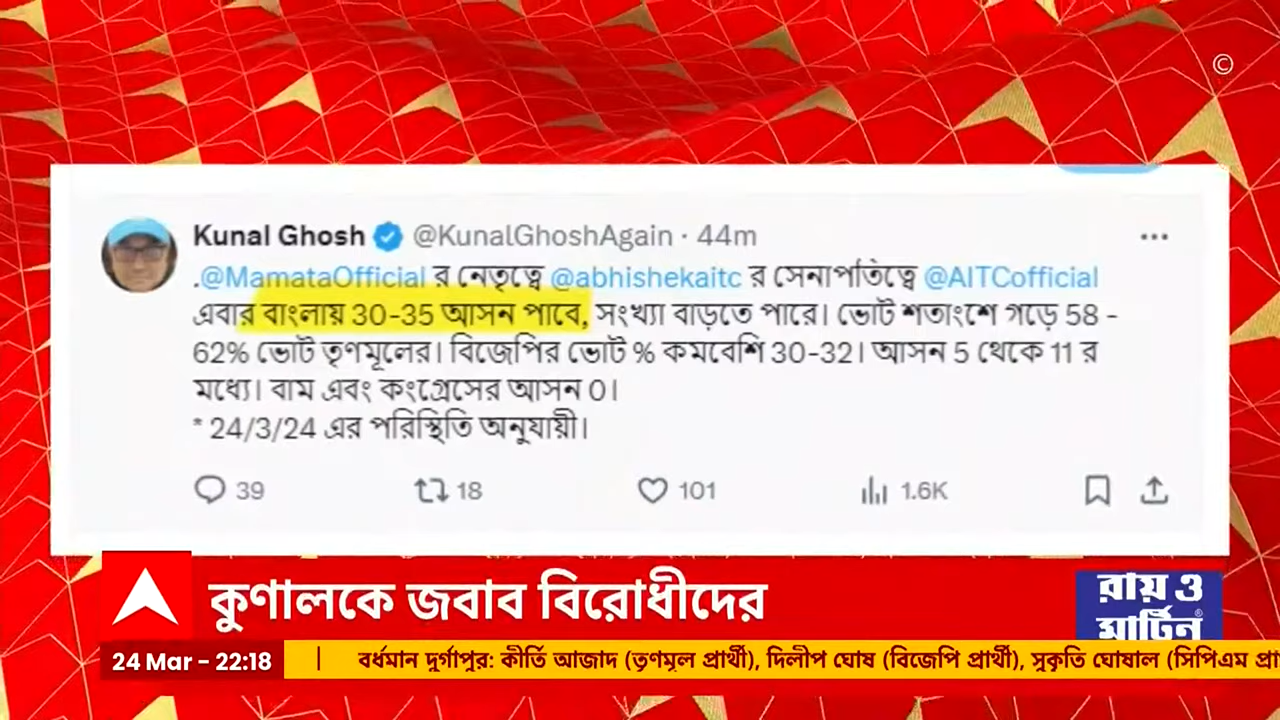 ©
Kunal Ghosh @KunalGhoshAgain · 44m
.@MamataOfficial র নেতৃত্বে @abhishekaitc র সেনাপতিত্বে @AITCofficial
এবার বাংলায় 30-35 আসন পাবে, সংখ্যা বাড়তে পারে। ভোট শতাংশে গড়ে 58 -
62% ভোট তৃণমূলের। বিজেপির ভোট % কমবেশি 30-32। আসন 5 থেকে 11 র
মধ্যে। বাম এবং কংগ্রেসের আসন 0।
* 24/3/24 এর পরিস্থিতি অনুযায়ী।
39 18 101 1.6K
কুণালকে জবাব বিরোধীদের
রায় ও
মার্টিন®
24 Mar - 22:18
বর্ধমান দুর্গাপুর: কীর্তি আজাদ (তৃণমূল প্রার্থী), দিলীপ ঘোষ (বিজেপি প্রার্থী), সুকৃতি ঘোষাল (সিপিএম প্রা